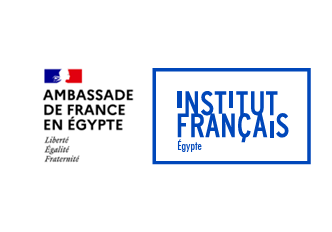 AMBASSADE
DE FRANCE
EN ÉGYPTE
Liberté
Égalité
Fraternité
INSTITUT
FRANÇAIS
Égypte